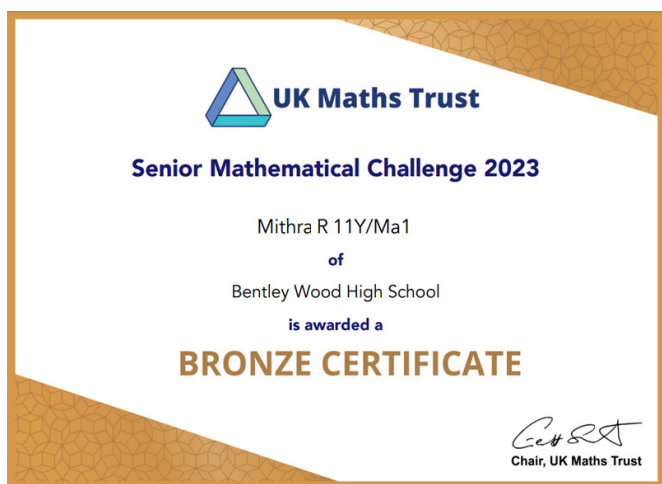 UK Maths Trust
Senior Mathematical Challenge 2023
Mithra R 11Y/Ma1
of
Bentley Wood High School
is awarded a
BRONZE CERTIFICATE
Chair, UK Maths Trust